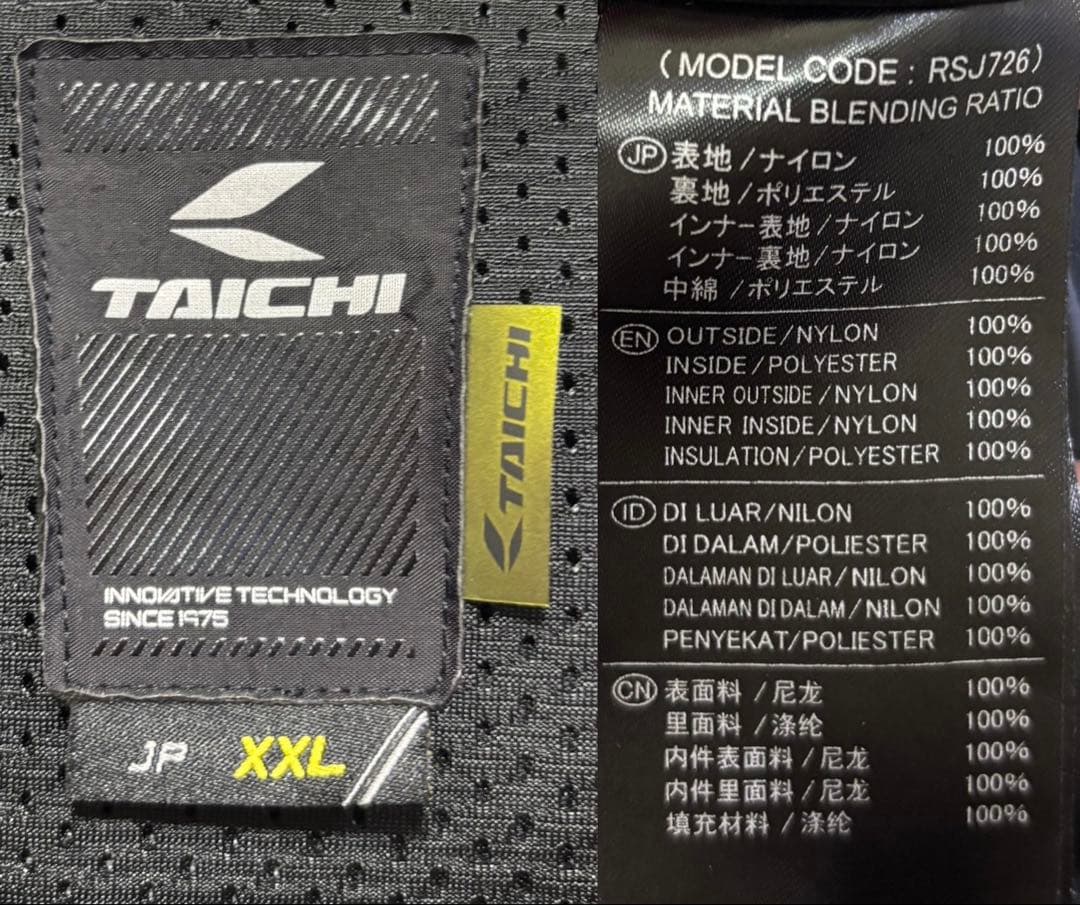 TAICHI
INNOVATIVE TECHNOLOGY
SINCE 1975
JP XXL
TAICHI
(MODEL CODE : RSJ726)
MATERIAL BLENDING RATIO
JP 表地/ナイロン 100%
裏地/ポリエステル 100%
インナー表地/ナイロン 100%
インナー裏地/ナイロン 100%
中綿/ポリエステル 100%
EN OUTSIDE/NYLON 100%
INSIDE/POLYESTER 100%
INNER OUTSIDE/NYLON 100%
INNER INSIDE/NYLON 100%
INSULATION/POLYESTER 100%
ID DI LUAR/NILON 100%
DI DALAM/POLIESTER 100%
DALAMAN DI LUAR/NILON 100%
DALAMAN DI DALAM/NILON 100%
PENYEKAT/POLIESTER 100%
CN 表面料/尼龙 100%
里面料/涤纶 100%
内件表面料/尼龙 100%
内件里面料/尼龙 100%
填充材料/涤纶 100%